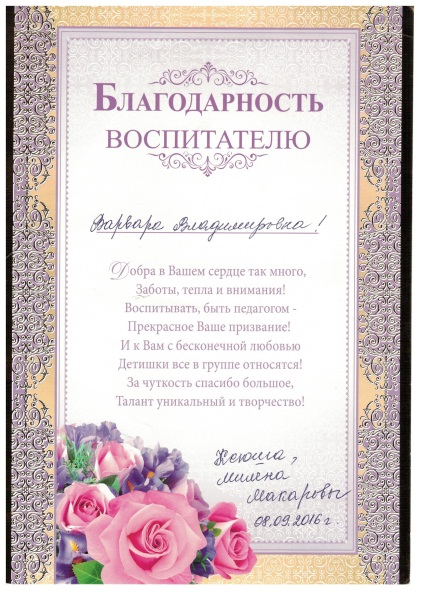 БЛАГОДАРНОСТЬ
ВОСПИТАТЕЛЮ
Варвара Владимировна!
Добра в Вашем сердце так много,
Заботы, тепла и внимания!
Воспитывать, быть педагогом -
Прекрасное Ваше призвание!
И к Вам с бесконечной любовью
Детишки все в группе относятся!
За чуткость спасибо большое,
Талант уникальный и творчество!
Ксюша,
Милена
Макаровы
08.09.2016 г.